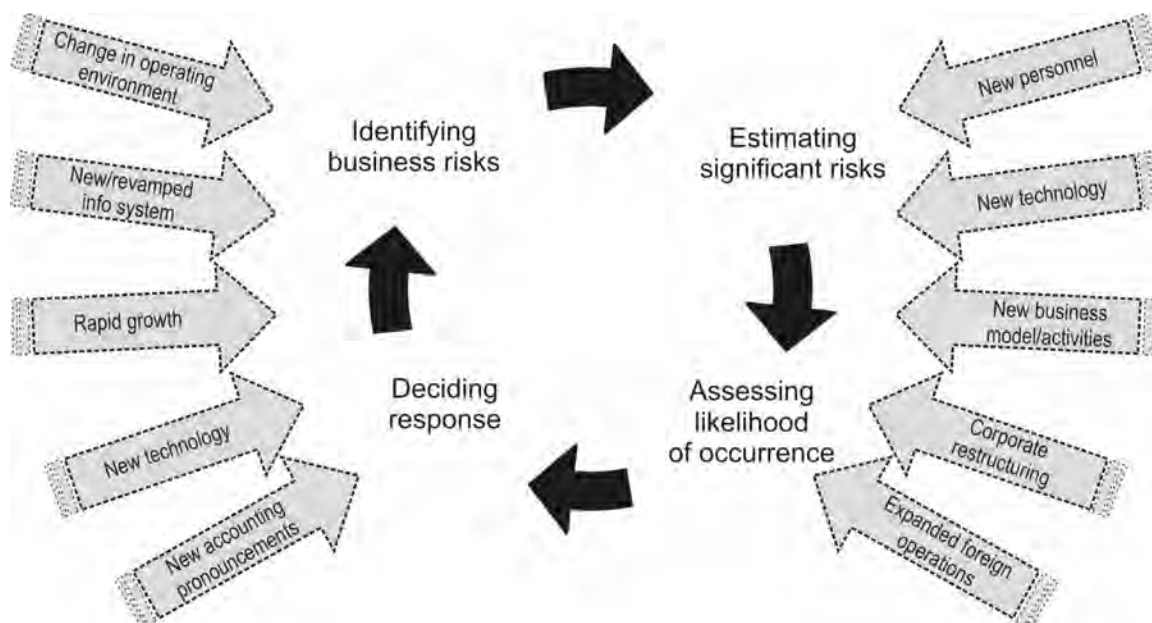 Change in operating
environment
New/revamped
info system
Rapid growth
New technology
New accounting
pronouncements
Identifying
business risks
Estimating
significant risks
Deciding
response
Assessing
likelihood
of occurrence
New personnel
New technology
New business
model/activities
Corporate
restructuring
Expanded foreign
operations